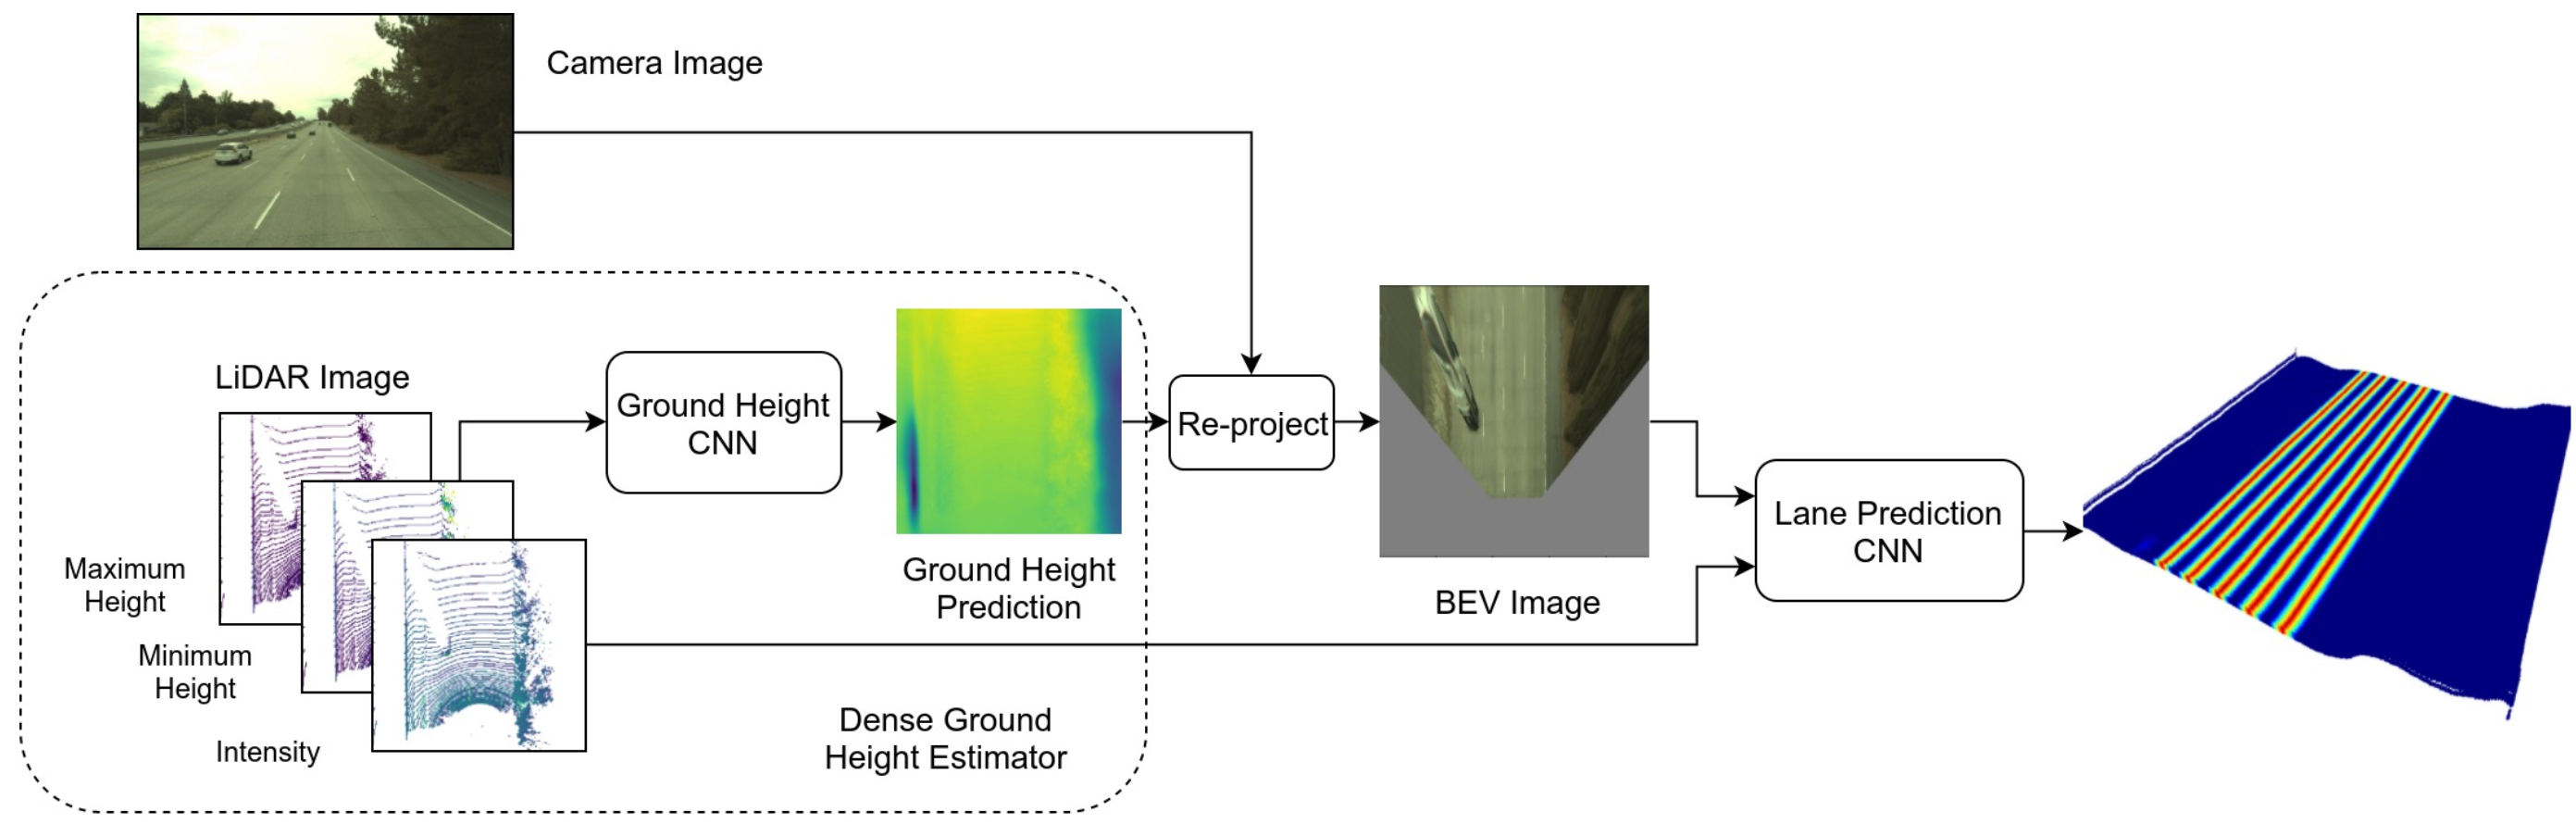 Camera Image
LiDAR Image
Maximum
Height
Minimum
Height
Intensity
Ground Height
CNN
Ground Height
Prediction
Dense Ground
Height Estimator
Re-project
BEV Image
Lane Prediction
CNN